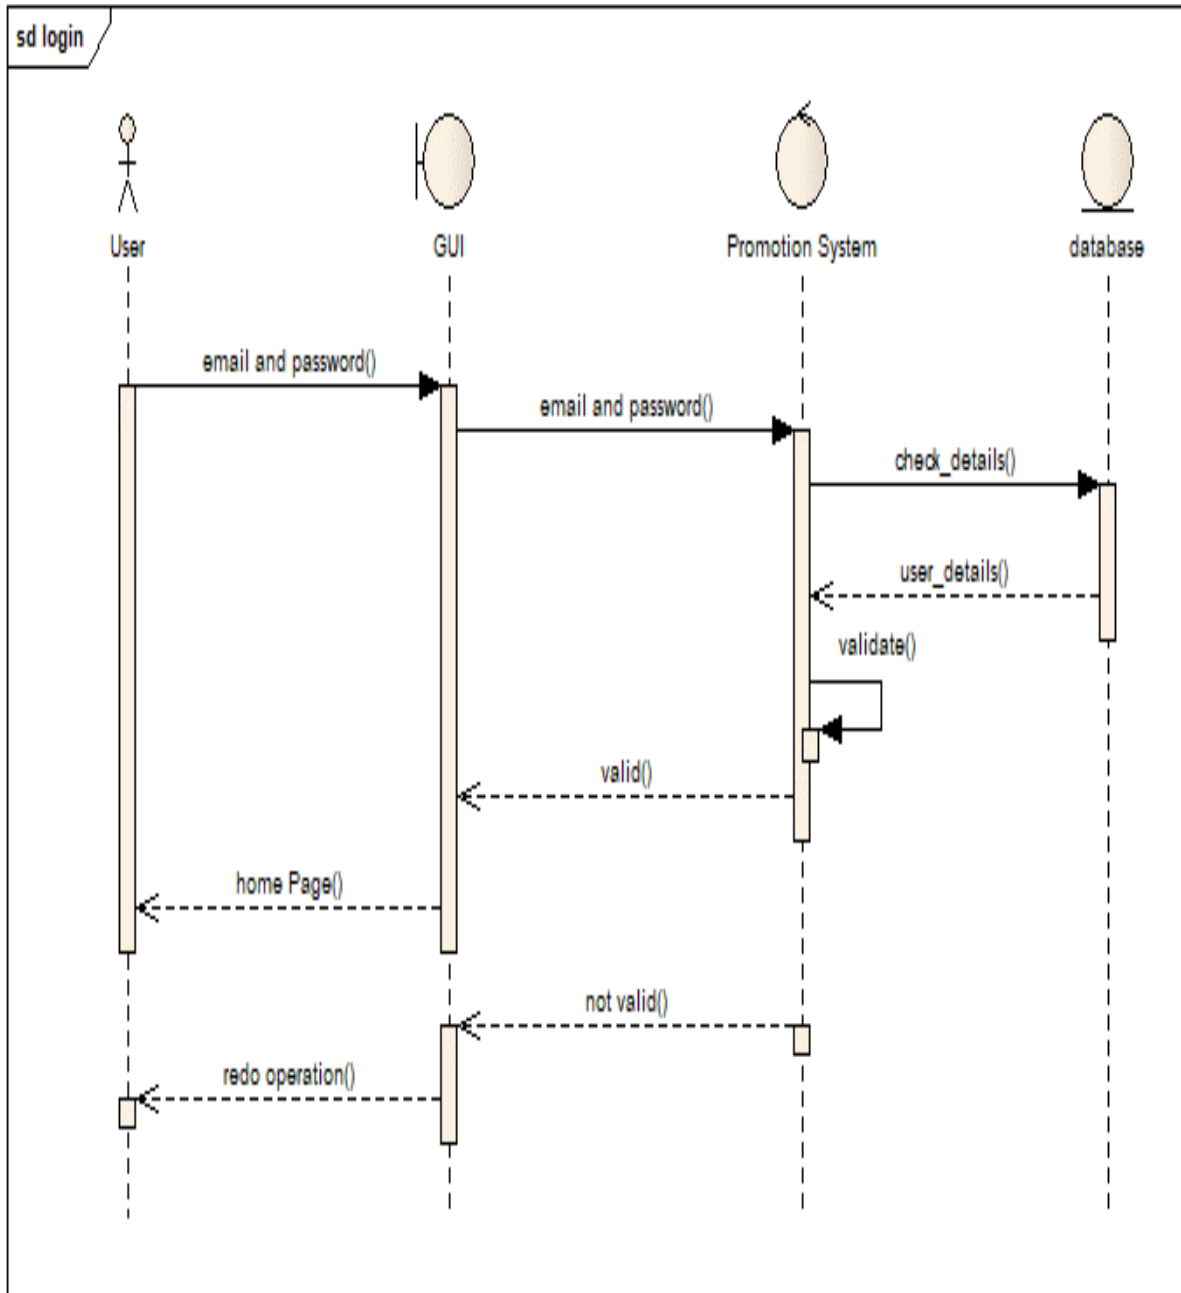 sd login
User
GUI
Promotion System
database
email and password()
email and password()
check_details()
user_details()
validate()
valid()
home Page()
not valid()
redo operation()